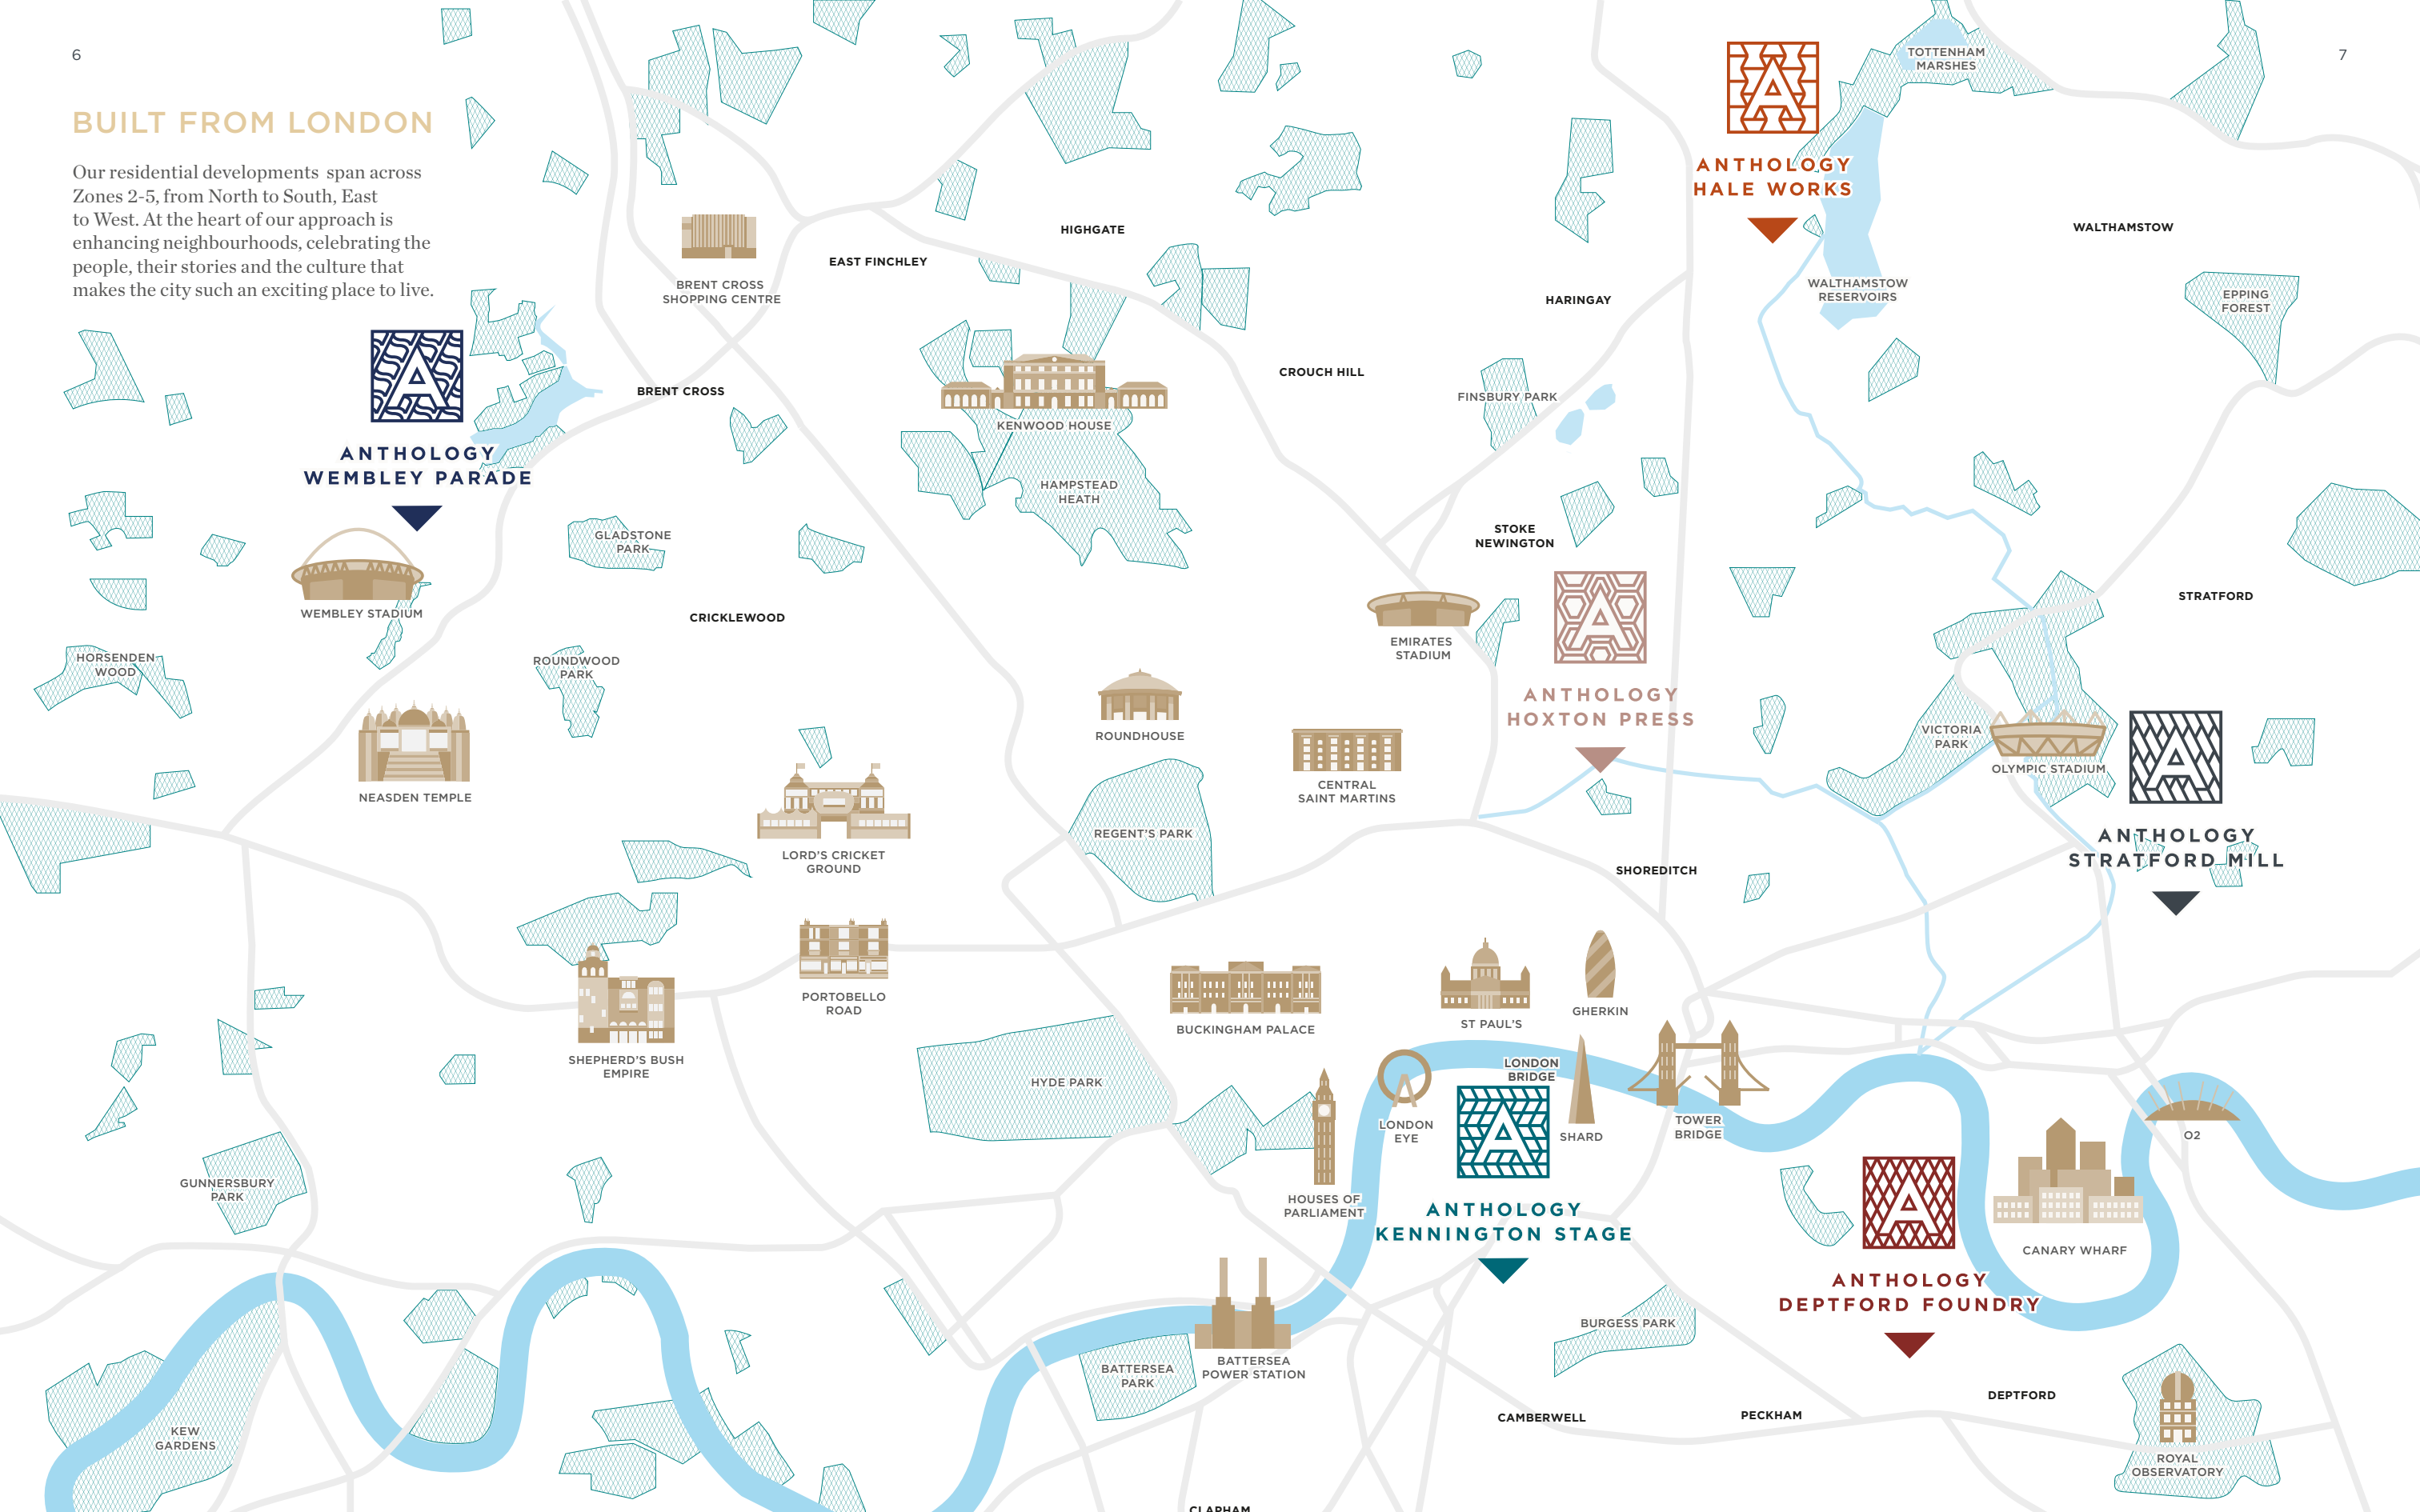 6
7
BUILT FROM LONDON
Our residential developments span across
Zones 2-5, from North to South, East
to West. At the heart of our approach is
enhancing neighbourhoods, celebrating the
people, their stories and the culture that
makes the city such an exciting place to live.
TOTTENHAM
MARSHES
A
ANTHOLOGY
HALE WORKS
HIGHGATE
WALTHAMSTOW
EAST FINCHLEY
BRENT CROSS
SHOPPING CENTRE
WALTHAMSTOW
RESERVOIRS
HARINGAY
EPPING
FOREST
CROUCH HILL
A
BRENT CROSS
FINSBURY PARK
KENWOOD HOUSE
ANTHOLOGY
WEMBLEY PARADE
HAMPSTEAD
HEATH
GLADSTONE
PARK
STOKE
NEWINGTON
STRATFORD
WEMBLEY STADIUM
CRICKLEWOOD
A
EMIRATES
STADIUM
HORSENDEN
WOOD
ROUNDWOOD
PARK
ANTHOLOGY
HOXTON PRESS
ROUNDHOUSE
VICTORIA
PARK
A
OLYMPIC STADIUM
CENTRAL
SAINT MARTINS
NEASDEN TEMPLE
REGENT'S PARK
ANTHOLOGY
STRATFORD MILL
LORD'S CRICKET
GROUND
SHOREDITCH
PORTOBELLO
ROAD
GHERKIN
ST PAUL'S
BUCKINGHAM PALACE
SHEPHERD'S BUSH
EMPIRE
LONDON
BRIDGE
HYDE PARK
LONDON
EYE
A
SHARD
TOWER
BRIDGE
O2
GUNNERSBURY
PARK
HOUSES OF
PARLIAMENT
A
ANTHOLOGY
KENNINGTON STAGE
CANARY WHARF
ANTHOLOGY
DEPTFORD FOUNDRY
BURGESS PARK
BATTERSEA
PARK
BATTERSEA
POWER STATION
DEPTFORD
CAMBERWELL
PECKHAM
KEW
GARDENS
ROYAL
OBSERVATORY
CLAPHAM